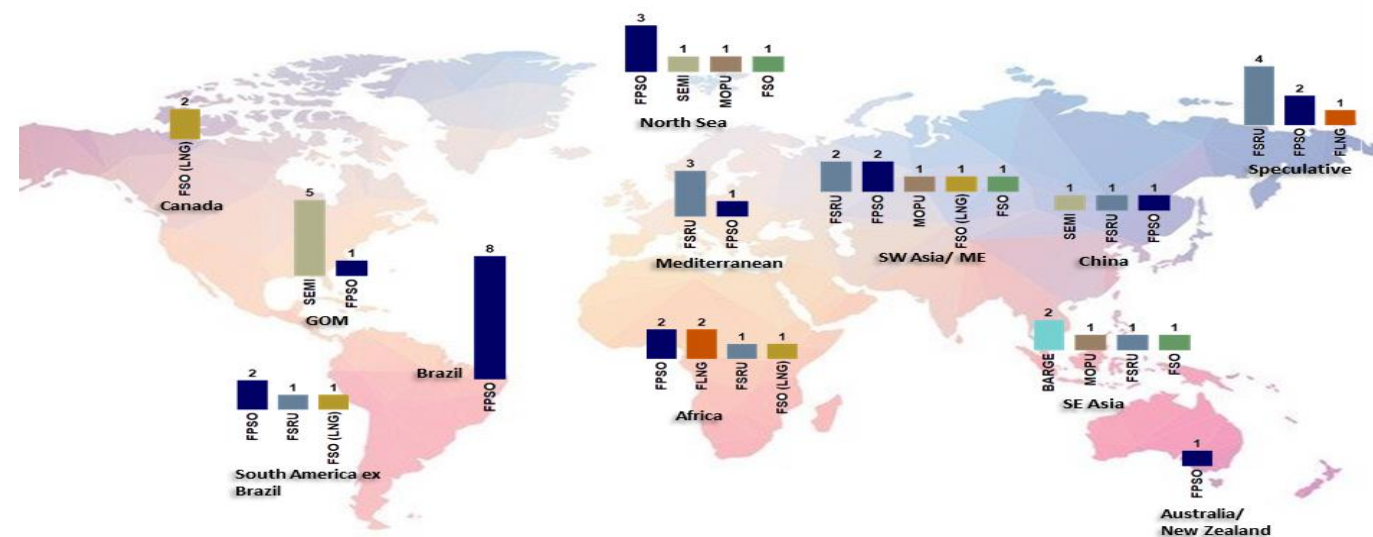 3 1 1 1
FPSO SEMI MOPU FSO
North Sea
4 2 1
FSRU FPSO FLNG
Speculative
2
FSO (LNG)
Canada
5 1
SEMI FPSO
GOM
3 1
FSRU FPSO
Mediterranean
2 2 1 1 1
FSRU FPSO MOPU FSO (LNG) FSO
SW Asia/ ME
1 1 1
SEMI FSRU FPSO
China
8
Brazil
FPSO
2 1 1
FPSO FSRU FSO (LNG)
South America ex
Brazil
2 2 1 1
FPSO FLNG FSRU FSO (LNG)
Africa
2 1 1 1
BARGE MOPU FSRU FSO
SE Asia
1
FPSO
Australia/
New Zealand